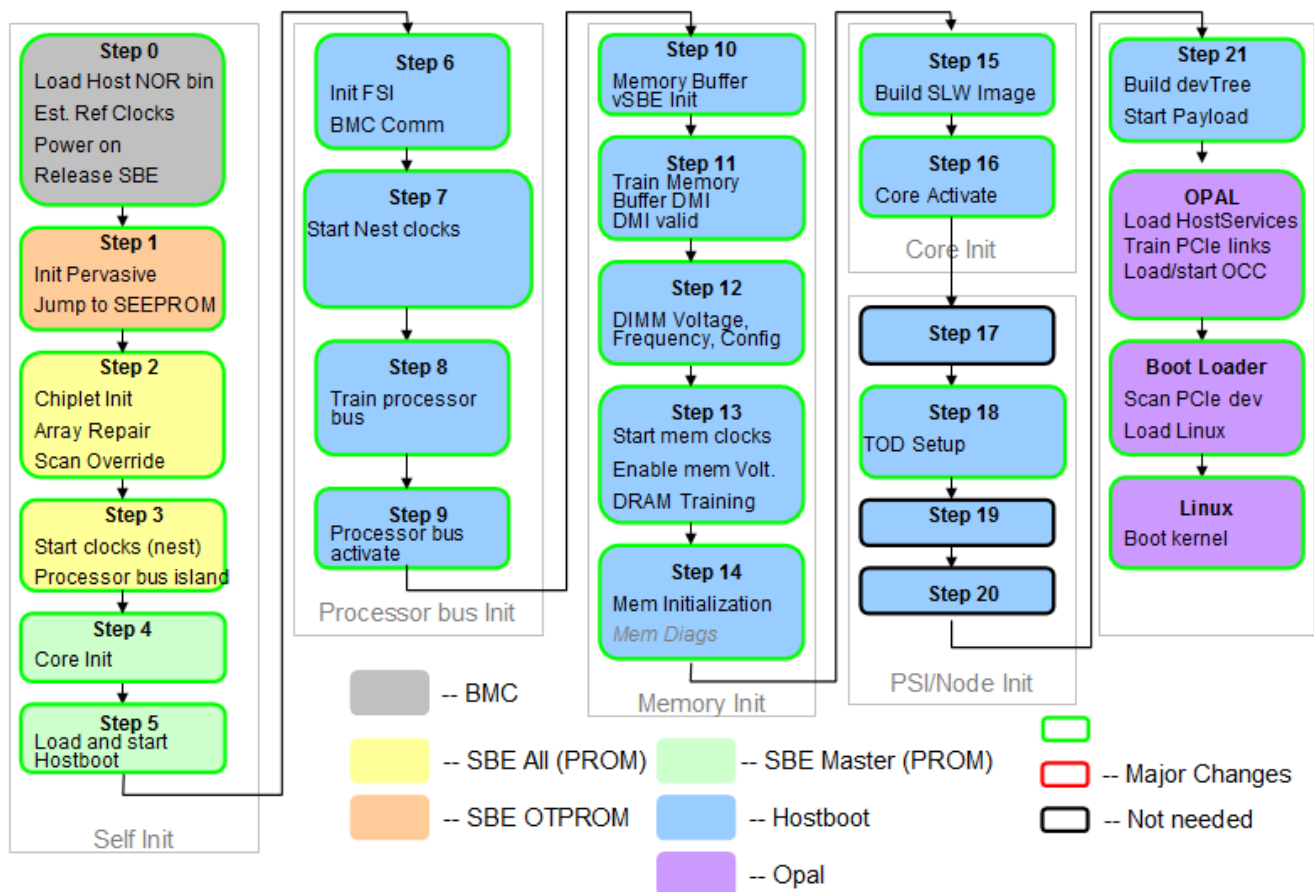 Step 0
Load Host NOR bin
Est. Ref Clocks
Power on
Release SBE
Step 1
Init Pervasive
Jump to SEEPROM
Step 2
Chiplet Init
Array Repair
Scan Override
Step 3
Start clocks (nest)
Processor bus island
Step 4
Core Init
Step 5
Load and start
Hostboot
Self Init
Step 6
Init FSI
BMC Comm
Step 7
Start Nest clocks
Step 8
Train processor
bus
Step 9
Processor bus
activate
Processor bus Init
Step 10
Memory Buffer
vSBE Init
Step 11
Train Memory
Buffer DMI
DMI valid
Step 12
DIMM Voltage,
Frequency, Config
Step 13
Start mem clocks
Enable mem Volt.
DRAM Training
Step 14
Mem Initialization
Mem Diags
Memory Init
Step 15
Build SLW Image
Step 16
Core Activate
Core Init
Step 17
Step 18
TOD Setup
Step 19
Step 20
PSI/Node Init
Step 21
Build devTree
Start Payload
OPAL
Load HostServices
Train PCIe links
Load/start OCC
Boot Loader
Scan PCIe dev
Load Linux
Linux
Boot kernel
-- BMC
-- SBE All (PROM)
-- SBE OTPROM
-- SBE Master (PROM)
-- Hostboot
-- Opal
-- Major Changes
-- Not needed